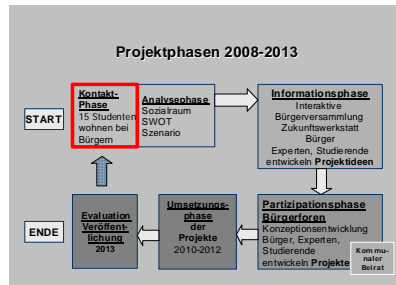 Projektphasen 2008-2013
START
Kontakt-
Phase
15 Studenten
wohnen bei
Bürgern
Analysephase
Sozialraum
SWOT
Szenario
Informationsphase
Interaktive
Bürgerversammlung
Zukunftswerkstatt
Bürger
Experten, Studierende
entwickeln Projektideen
ENDE
Evaluation
Veröffent-
lichung
2013
Umsetzungs-
phase
der
Projekte
2010-2012
Partizipationsphase
Bürgerforen
Konzeptionsentwicklung
Bürger, Experten,
Studierende
entwickeln Projekte
Kommu-
naler
Beirat